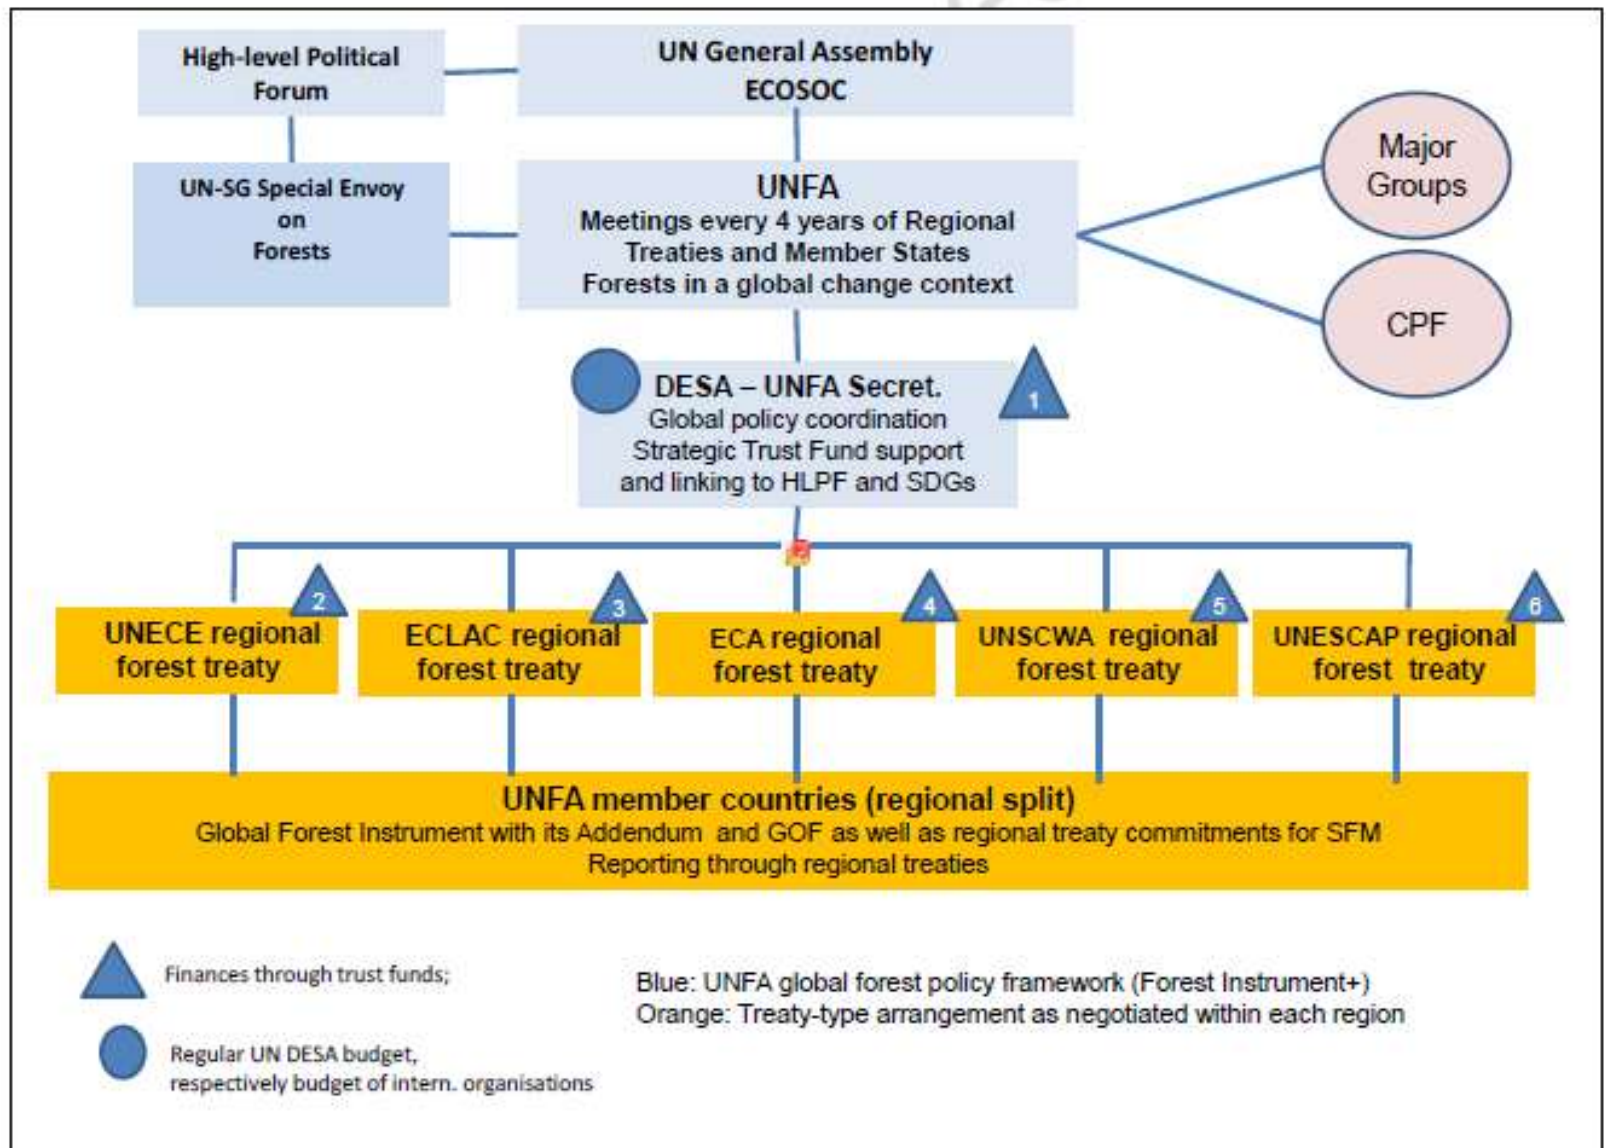 High-level Political
Forum
UN General Assembly
ECOSOC
UN-SG Special Envoy
on
Forests
UNFA
Meetings every 4 years of Regional
Treaties and Member States
Forests in a global change context
Major
Groups
CPF
DESA – UNFA Secret.
Global policy coordination
Strategic Trust Fund support
and linking to HLPF and SDGs
1
2
3
4
5
6
UNECE regional
forest treaty
ECLAC regional
forest treaty
ECA regional
forest treaty
UNSCWA regional
forest treaty
UNESCAP regional
forest treaty
UNFA member countries (regional split)
Global Forest Instrument with its Addendum and GOF as well as regional treaty commitments for SFM
Reporting through regional treaties
Finances through trust funds;
Regular UN DESA budget,
respectively budget of intern. organisations
Blue: UNFA global forest policy framework (Forest Instrument+)
Orange: Treaty-type arrangement as negotiated within each region